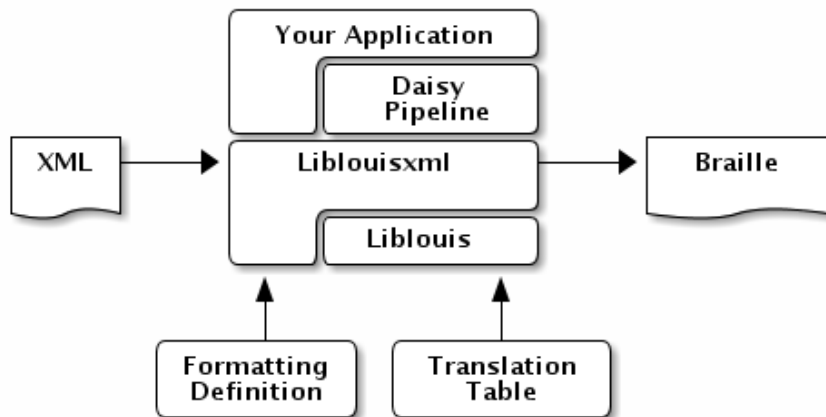 Your Application
Daisy
Pipeline
XML
Liblouisxml
Braille
Liblouis
Formatting
Definition
Translation
Table